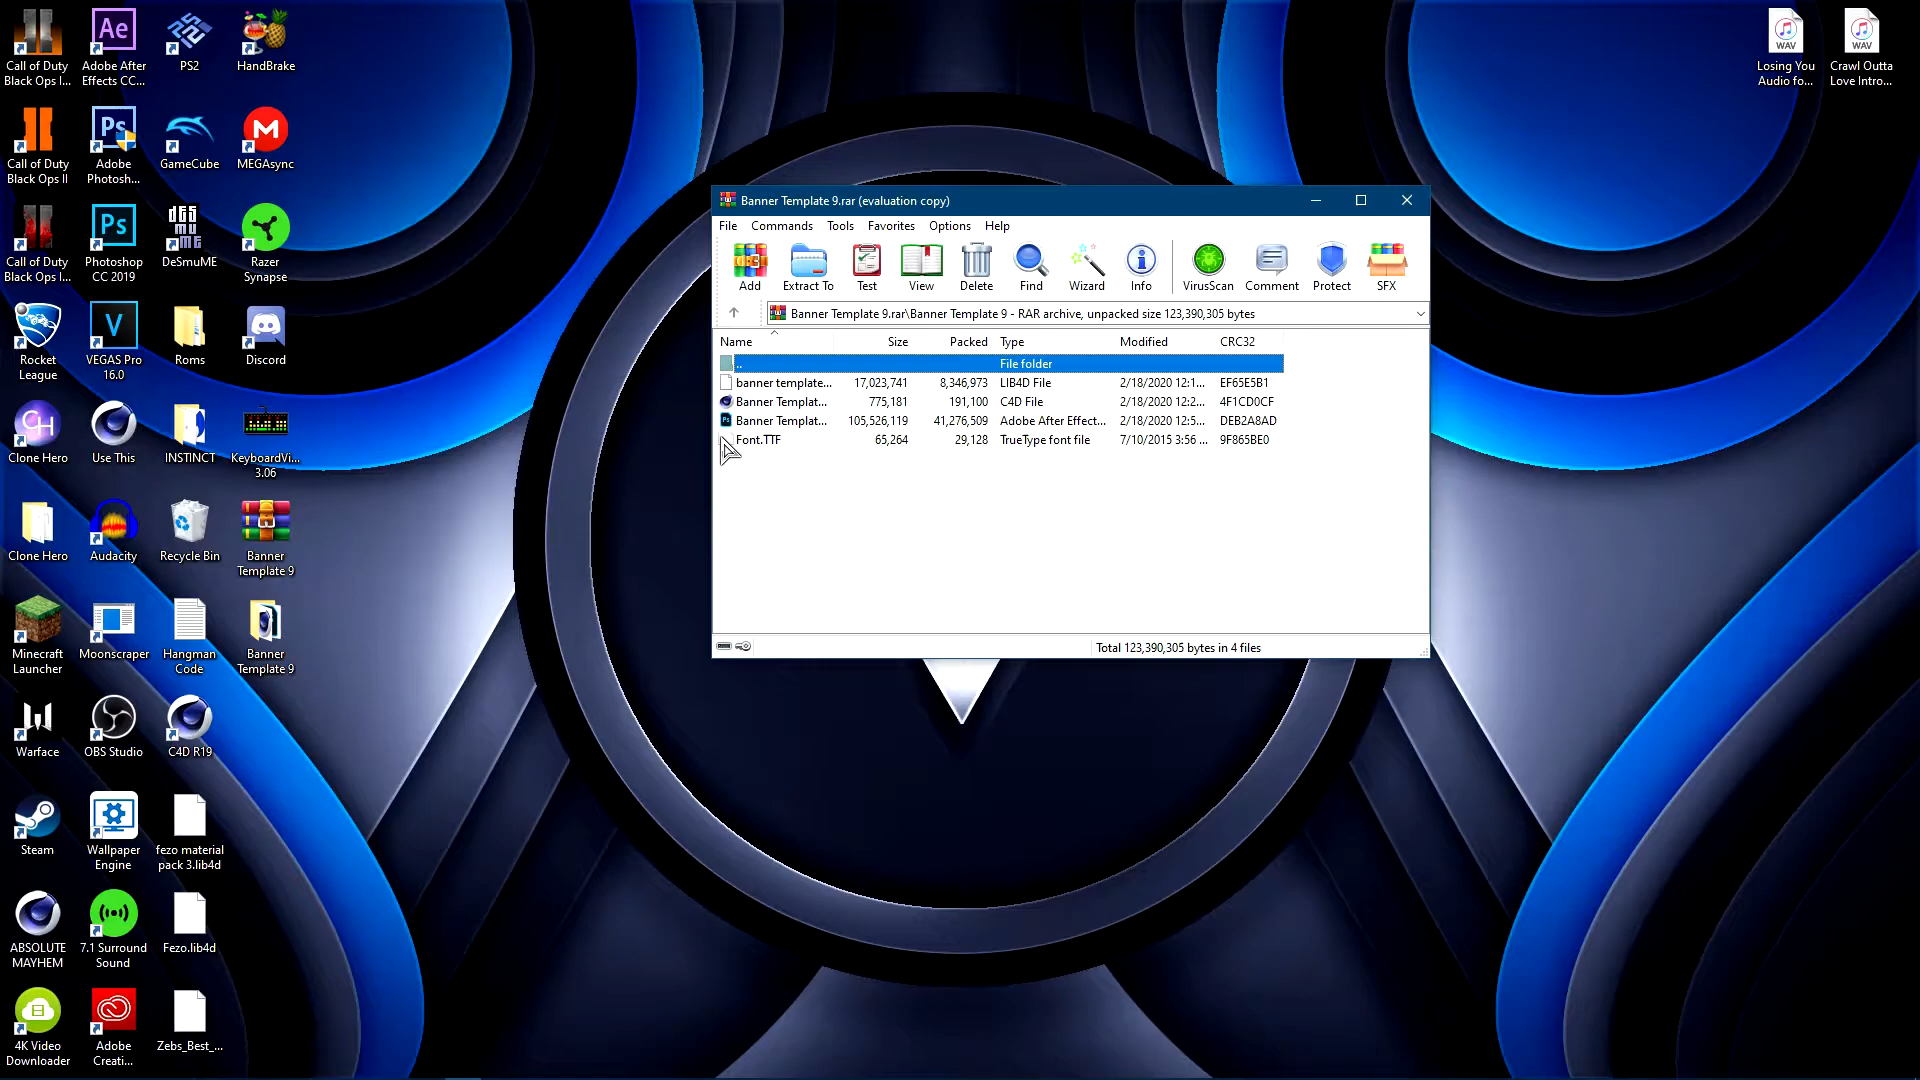 Call of Duty
Black Ops I...
Adobe After
Effects CC...
PS2
HandBrake
Losing You
Audio fo...
Crawl Outta
Love Intro...
WAV
WAV
Call of Duty
Black Ops II
Adobe
Photosh...
GameCube
MEGAsync
Call of Duty
Black Ops I...
Photoshop
CC 2019
DeSmuME
Razer
Synapse
Rocket
League
VEGAS Pro
16.0
Roms
Discord
Clone Hero
Use This
INSTINCT
KeyboardVi...
3.06
Clone Hero
Audacity
Recycle Bin
Banner
Template 9
Minecraft
Launcher
Moonscraper
Hangman
Code
Banner
Template 9
Warface
OBS Studio
C4D R19
Steam
Wallpaper
Engine
fezo material
pack 3.lib4d
ABSOLUTE
MAYHEM
7.1 Surround
Sound
Fezo.lib4d
4K Video
Downloader
Adobe
Creati...
Zebs_Best_...
Banner Template 9.rar (evaluation copy)
File Commands Tools Favorites Options Help
Add Extract To Test View Delete Find Wizard Info VirusScan Comment Protect SFX
Banner Template 9.rar\Banner Template 9 - RAR archive, unpacked size 123,390,305 bytes
Name Size Packed Type Modified CRC32
.. File folder
banner template... 17,023,741 8,346,973 LIB4D File 2/18/2020 12:1... EF65E5B1
Banner Templat... 775,181 191,100 C4D File 2/18/2020 12:2... 4F1CD0CF
Banner Templat... 105,526,119 41,276,509 Adobe After Effect... 2/18/2020 12:5... DEB2A8AD
Font.TTF 65,264 29,128 TrueType font file 7/10/2015 3:56 ... 9F865BE0
Total 123,390,305 bytes in 4 files